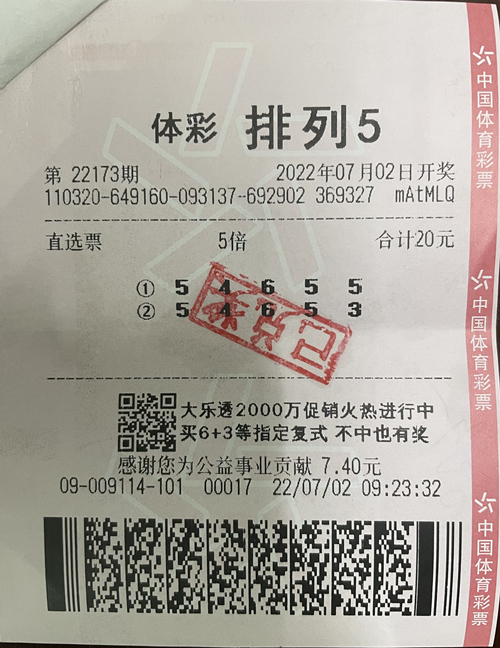 体彩 排列5
第 22173期 2022年07月02日开奖
110320-649160-093137-692902 369327 mAtMLQ
直选票 5倍 合计20元
① 5 4 6 5 5
② 5 4 6 5 3
已兑奖
大乐透2000万促销火热进行中
买6+3等指定复式 不中也有奖
感谢您为公益事业贡献 7.40元
09-009114-101 00017 22/07/02 09:23:32
中国体育彩票
中国体育彩票
中国体育彩票